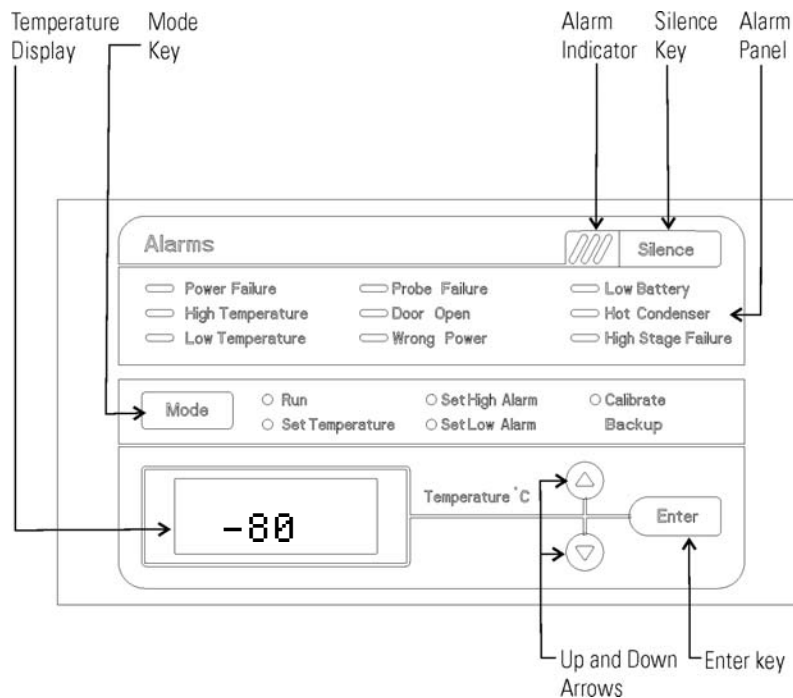 Temperature
Display
Mode
Key
Alarm
Indicator
Silence
Key
Alarm
Panel
Alarms
Silence
Power Failure
Probe Failure
Low Battery
High Temperature
Door Open
Hot Condenser
Low Temperature
Wrong Power
High Stage Failure
Mode
Run
Set High Alarm
Calibrate
Set Temperature
Set Low Alarm
Backup
Temperature °C
-80
Enter
Up and Down
Arrows
Enter key